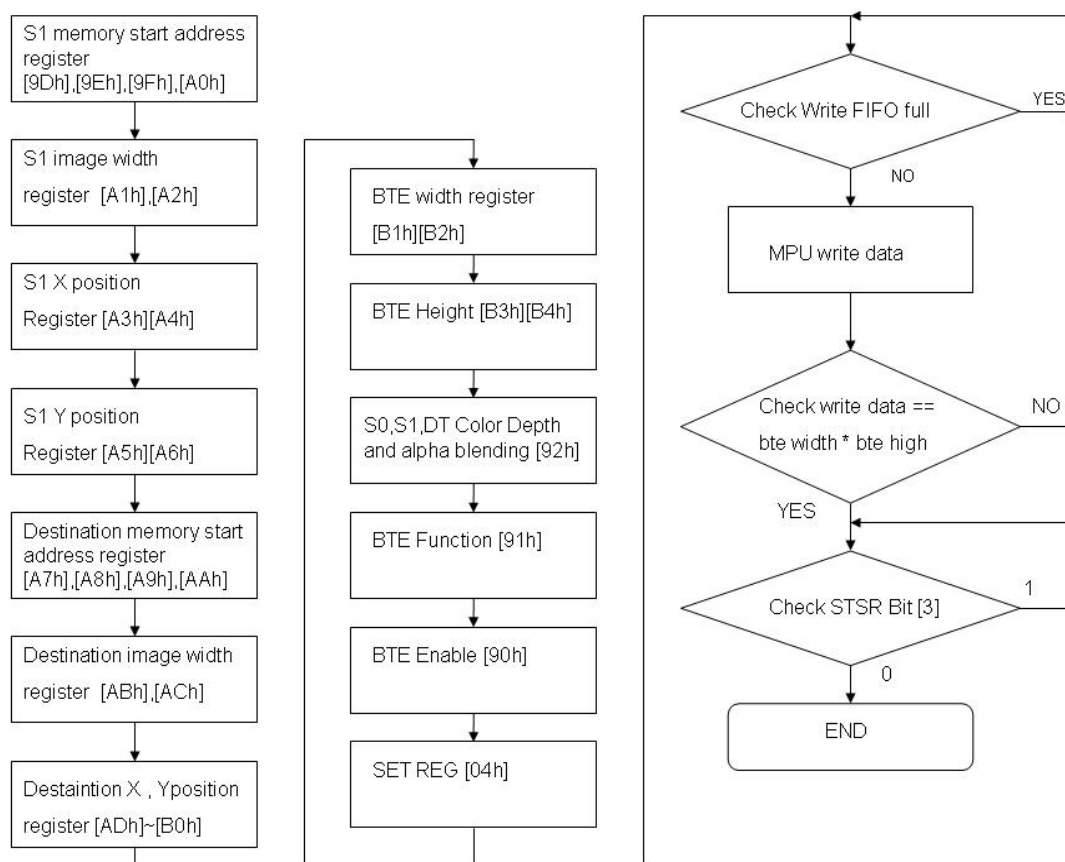 S1 memory start address
register
[9Dh],[9Eh],[9Fh],[A0h]
S1 image width
register [A1h],[A2h]
S1 X position
Register [A3h][A4h]
S1 Y position
Register [A5h][A6h]
Destination memory start
address register
[A7h],[A8h],[A9h],[AAh]
Destination image width
register [ABh],[ACh]
Destaintion X , Yposition
register [ADh]~[B0h]
BTE width register
[B1h][B2h]
BTE Height [B3h][B4h]
S0,S1,DT Color Depth
and alpha blending [92h]
BTE Function [91h]
BTE Enable [90h]
SET REG [04h]
Check Write FIFO full
YES
NO
MPU write data
Check write data ==
bte width * bte high
NO
YES
Check STSR Bit [3]
1
0
END